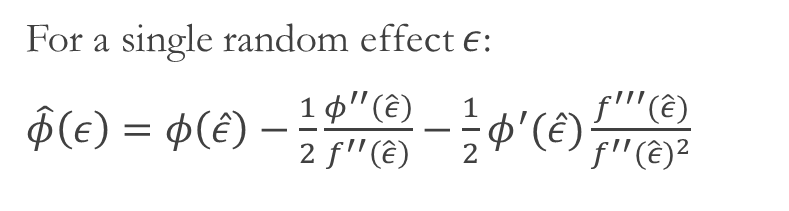 For a single random effect ϵ:
ϕ̂(ϵ) = ϕ(ϵ̂) − 1/2 ϕ''(ϵ̂)/f''(ϵ̂) − 1/2 ϕ'(ϵ̂) f'''(ϵ̂)/f''(ϵ̂)²